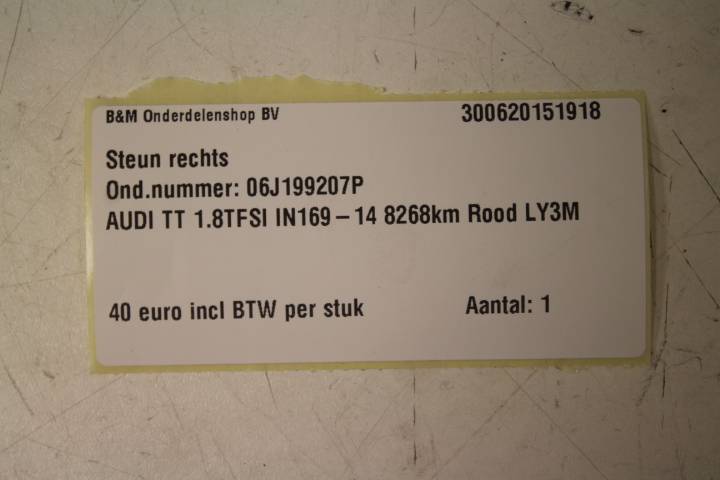 B&M Onderdelenshop BV 300620151918
Steun rechts
Ond.nummer: 06J199207P
AUDI TT 1.8TFSI IN169 – 14 8268km Rood LY3M
40 euro incl BTW per stuk Aantal: 1